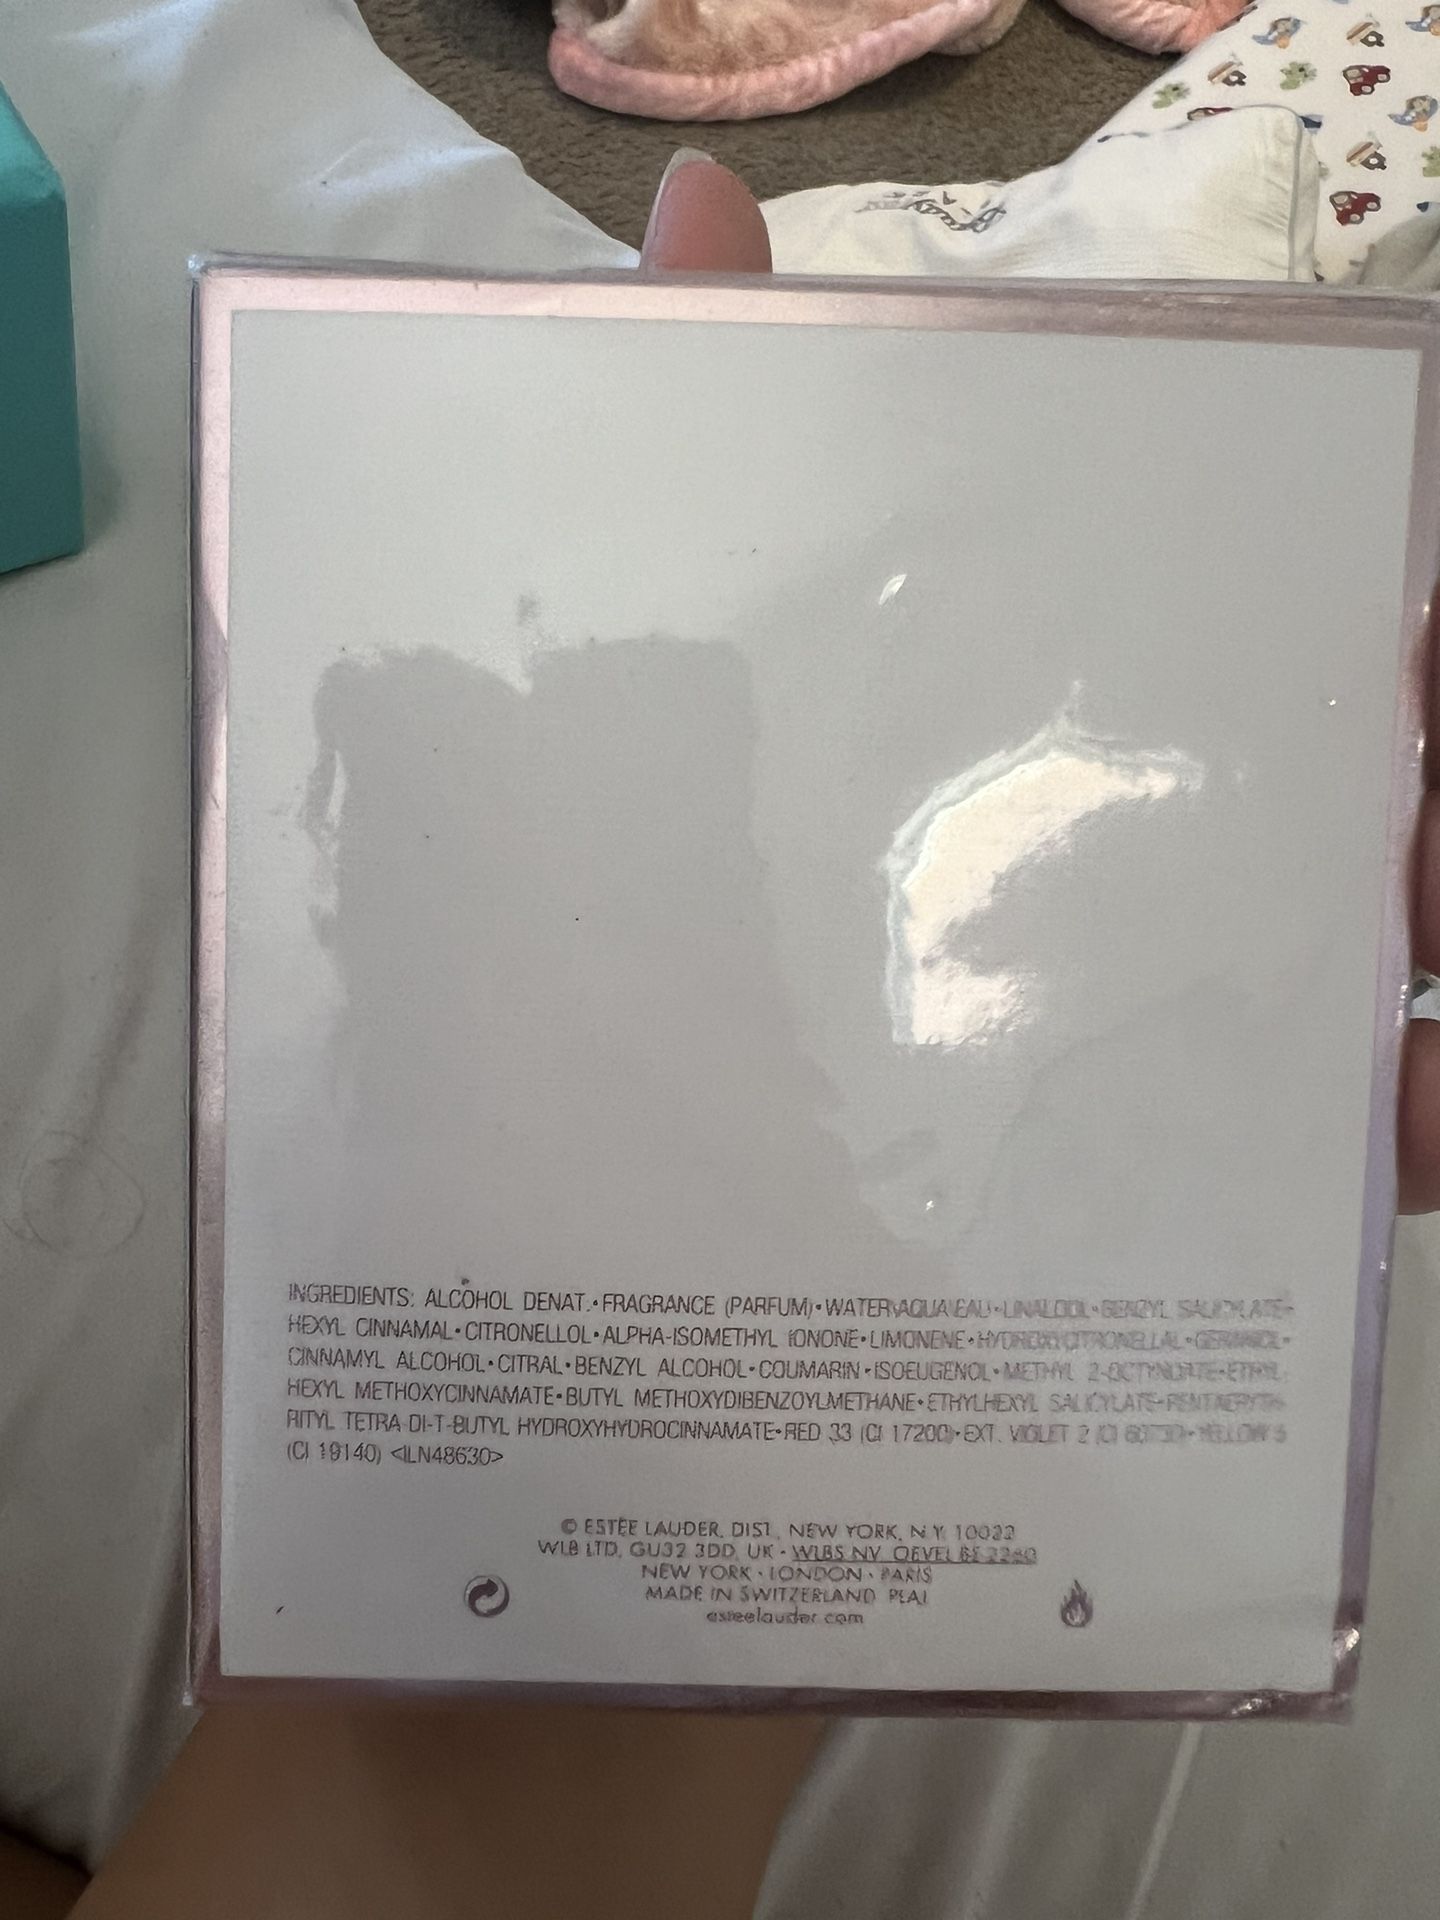 INGREDIENTS: ALCOHOL DENAT.•FRAGRANCE (PARFUM)•WATER\AQUA\EAU•LINALOOL•BENZYL SALICYLATE•
HEXYL CINNAMAL•CITRONELLOL•ALPHA-ISOMETHYL IONONE•LIMONENE•HYDROXYCITRONELLAL•GERANIOL•
CINNAMYL ALCOHOL•CITRAL•BENZYL ALCOHOL•COUMARIN•ISOEUGENOL•METHYL 2-OCTYNOATE•ETHYL
HEXYL METHOXYCINNAMATE•BUTYL METHOXYDIBENZOYLMETHANE•ETHYLHEXYL SALICYLATE•PENTAERYTH
RITYL TETRA-DI-T-BUTYL HYDROXYHYDROCINNAMATE•RED 33 (CI 17200)•EXT. VIOLET 2 (CI 60730)•YELLOW 5
(CI 19140) <ILN48630>
© ESTĒE LAUDER, DIST., NEW YORK, N.Y. 10022
WLB LTD, GU32 3DD, UK • WLBS NV, OEVEL BE-2260
NEW YORK • LONDON • PARIS
MADE IN SWITZERLAND
esteelauder.com